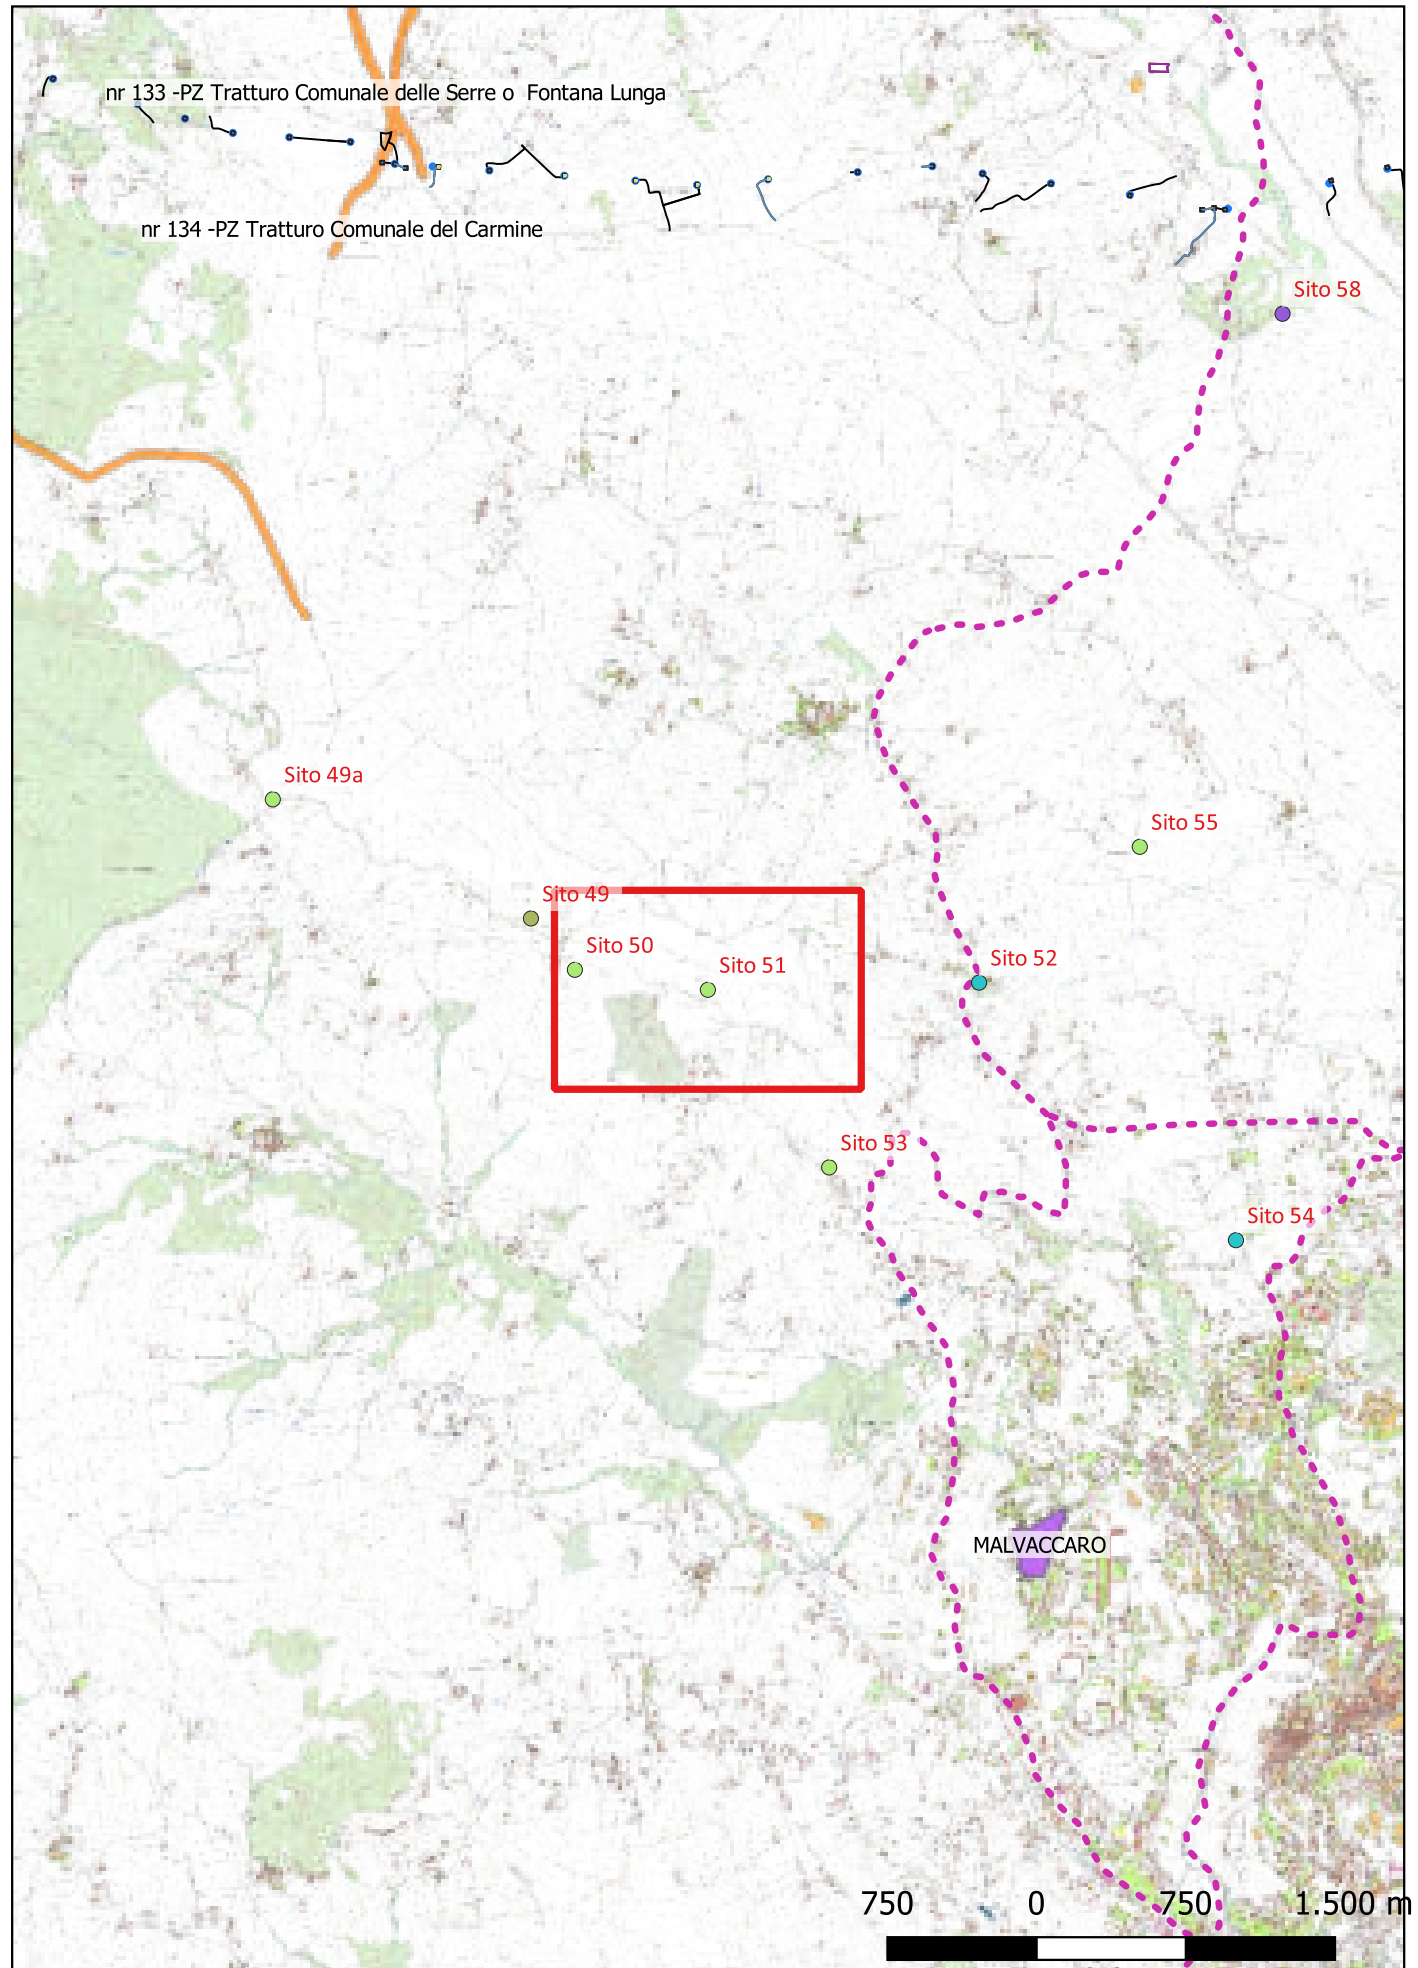 nr 133 -PZ Tratturo Comunale delle Serre o Fontana Lunga
nr 134 -PZ Tratturo Comunale del Carmine
Sito 58
Sito 49a
Sito 55
Sito 49
Sito 50
Sito 51
Sito 52
Sito 53
Sito 54
MALVACCARO
750 0 750 1.500 m